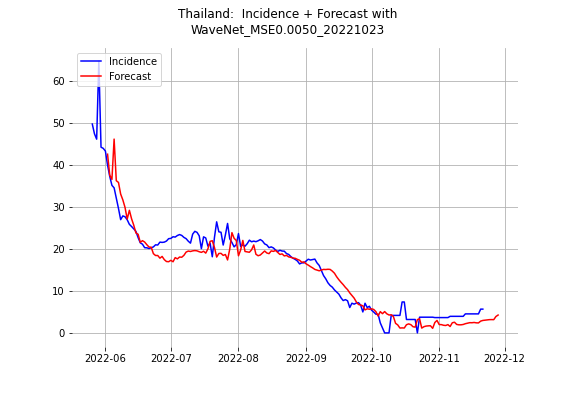 Thailand:  Incidence + Forecast with
WaveNet_MSE0.0050_20221023
Incidence
Forecast
60
50
40
30
20
10
0
2022-06 2022-07 2022-08 2022-09 2022-10 2022-11 2022-12